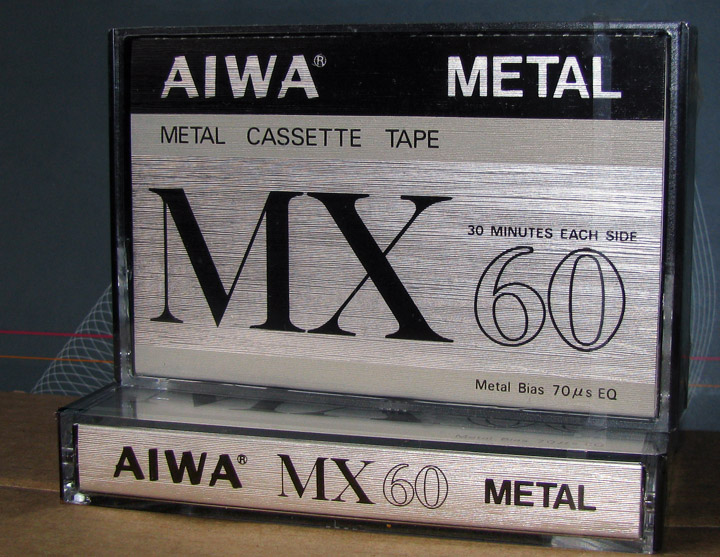 AIWA® METAL
METAL CASSETTE TAPE
30 MINUTES EACH SIDE
MX 60
Metal Bias 70μs EQ
AIWA® MX60 METAL